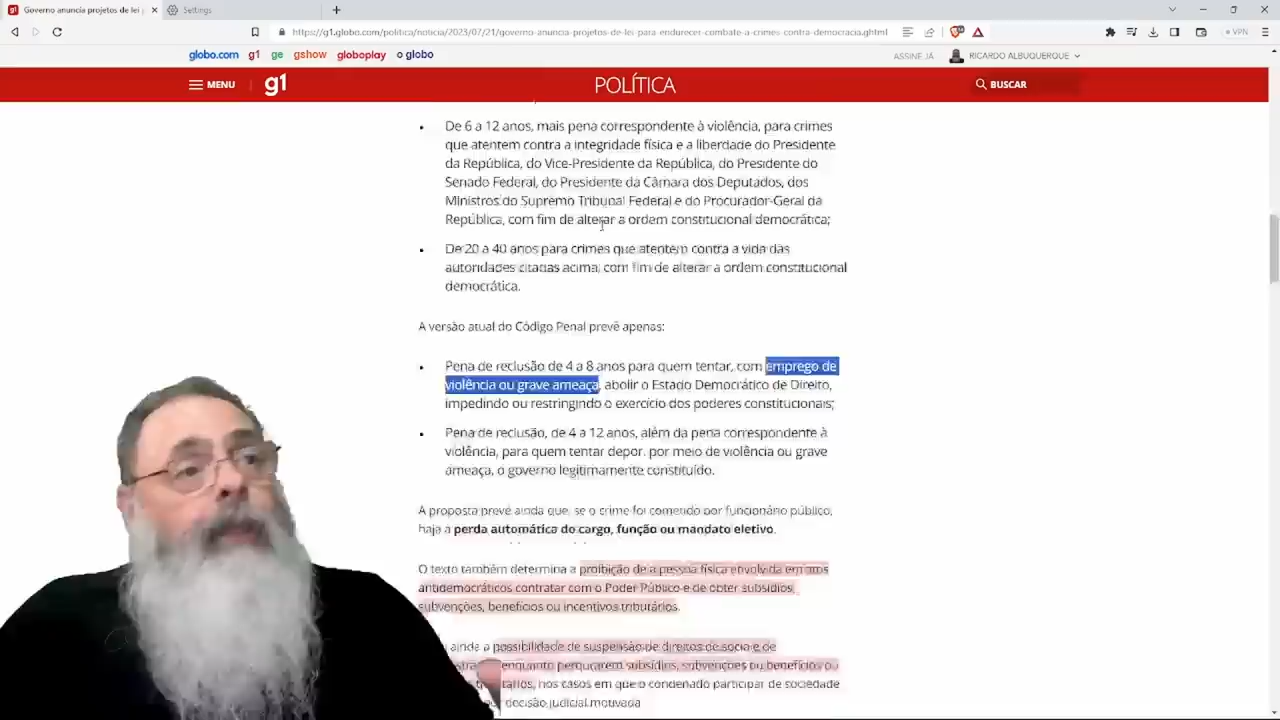 Governo anuncia projetos de lei
Settings
https://g1.globo.com/politica/noticia/2023/07/21/governo-anuncia-projetos-de-lei-para-endurecer-combate-a-crimes-contra-democracia.ghtml
VPN
globo.com g1 ge gshow globoplay o globo
ASSINE JÁ
RICARDO ALBUQUERQUE
MENU
g1
POLÍTICA
BUSCAR
De 6 a 12 anos, mais pena correspondente à violência, para crimes
que atentem contra a integridade física e a liberdade do Presidente
da República, do Vice-Presidente da República, do Presidente do
Senado Federal, do Presidente da Câmara dos Deputados, dos
Ministros do Supremo Tribunal Federal e do Procurador-Geral da
República, com fim de alterar a ordem constitucional democrática;
De 20 a 40 anos para crimes que atentem contra a vida das
autoridades citadas acima, com fim de alterar a ordem constitucional
democrática.
A versão atual do Código Penal prevê apenas:
Pena de reclusão de 4 a 8 anos para quem tentar, com emprego de
violência ou grave ameaça, abolir o Estado Democrático de Direito,
impedindo ou restringindo o exercício dos poderes constitucionais;
Pena de reclusão, de 4 a 12 anos, além da pena correspondente à
violência, para quem tentar depor, por meio de violência ou grave
ameaça, o governo legitimamente constituído.
A proposta prevê ainda que, se o crime for cometido por funcionário público,
haja a perda automática do cargo, função ou mandato eletivo.
O texto também determina a proibição de a pessoa física envolvida em atos
antidemocráticos contratar com o Poder Público e de obter subsídios,
subvenções, benefícios ou incentivos tributários.
ainda a possibilidade de suspensão de direitos de sócia e de
enquanto perdurarem subsídios, subvenções ou benefícios ou
nos casos em que o condenado participar de sociedade
decisão judicial motivada